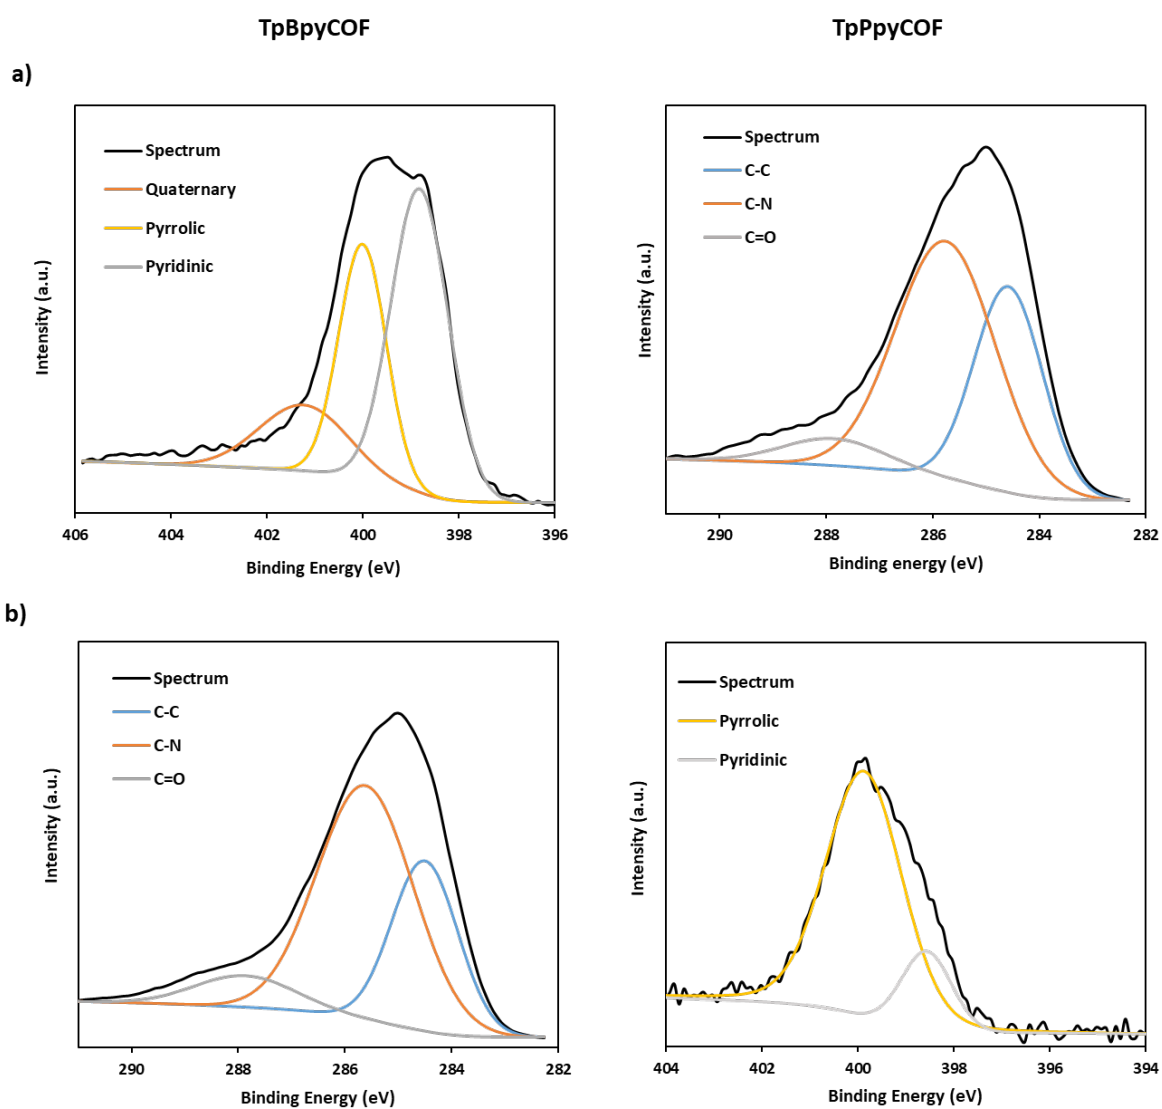 TpBpyCOF
TpPpyCOF
a)
Spectrum
Quaternary
Pyrrolic
Pyridinic
Intensity (a.u.)
406 404 402 400 398 396
Binding Energy (eV)
Spectrum
C-C
C-N
C=O
Intensity (a.u.)
290 288 286 284 282
Binding energy (eV)
b)
Spectrum
C-C
C-N
C=O
Intensity (a.u.)
290 288 286 284 282
Binding Energy (eV)
Spectrum
Pyrrolic
Pyridinic
Intensity (a.u.)
404 402 400 398 396 394
Binding Energy (eV)